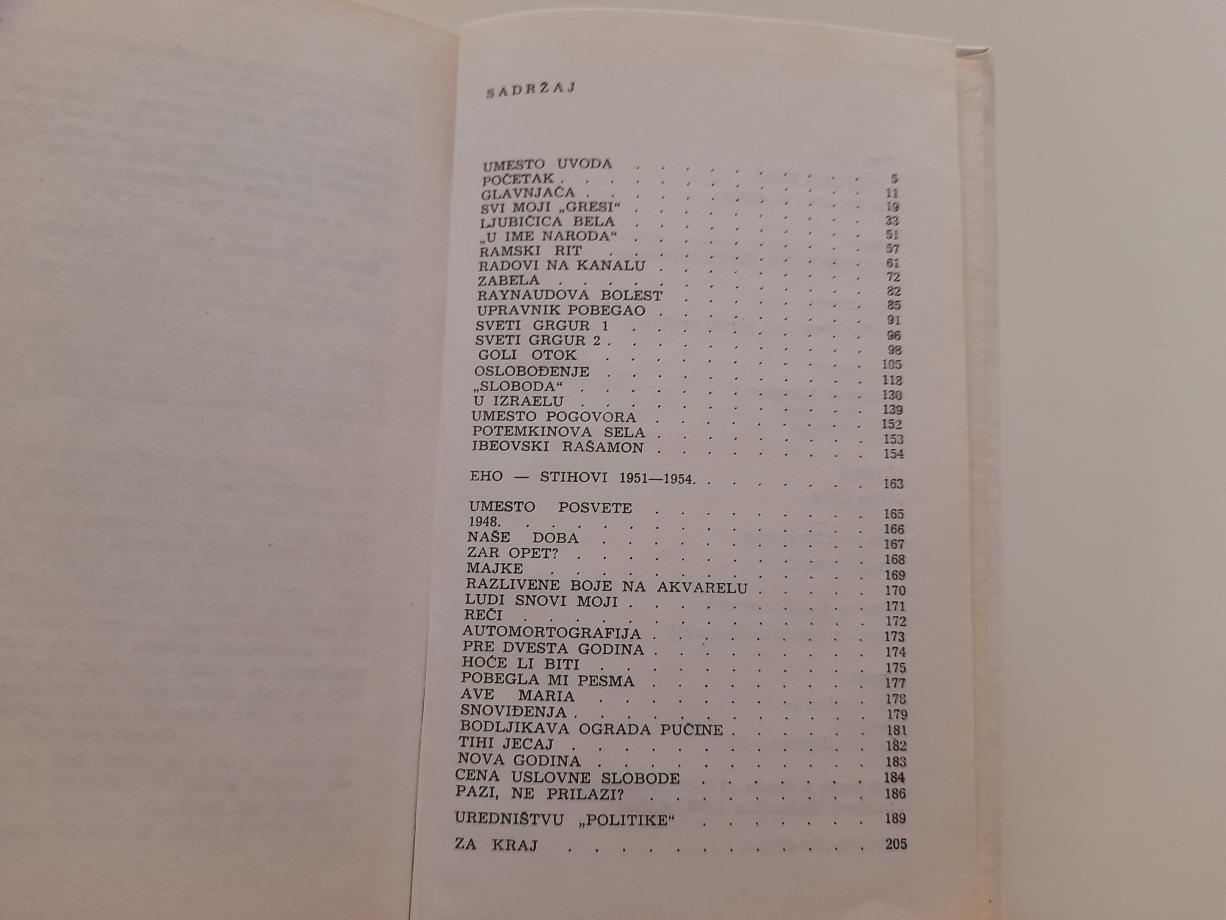 SADRŽAJ
UMESTO UVODA . . . . . . . . . . 5
POČETAK . . . . . . . . . . . . . 11
GLAVNJAČA . . . . . . . . . . . . 19
SVI MOJI „GRESI“ . . . . . . . . . . 33
LJUBIČICA BELA . . . . . . . . . . 51
„U IME NARODA“ . . . . . . . . . . 57
RAMSKI RIT . . . . . . . . . . . 61
RADOVI NA KANALU . . . . . . . . . 72
ZABELA . . . . . . . . . . . . . 82
RAYNAUDOVA BOLEST . . . . . . . . 85
UPRAVNIK POBEGAO . . . . . . . . . 91
SVETI GRGUR 1 . . . . . . . . . . 96
SVETI GRGUR 2 . . . . . . . . . . . 98
GOLI OTOK . . . . . . . . . . . 105
OSLOBOĐENJE . . . . . . . . . . . 118
„SLOBODA“ . . . . . . . . . . . . 130
U IZRAELU . . . . . . . . . . . . 139
UMESTO POGOVORA . . . . . . . . . 152
POTEMKINOVA SELA . . . . . . . . . 153
IBEOVSKI RAŠAMON . . . . . . . . . 154
EHO — STIHOVI 1951—1954. . . . . . . . 163
UMESTO POSVETE . . . . . . . . . 165
1948. . . . . . . . . . . . . . . 166
NAŠE DOBA . . . . . . . . . . . . 167
ZAR OPET? . . . . . . . . . . . . 168
MAJKE . . . . . . . . . . . . . 169
RAZLIVENE BOJE NA AKVARELU . . . . . 170
LUDI SNOVI MOJI . . . . . . . . . . 171
REČI . . . . . . . . . . . . . . 172
AUTOMORTOGRAFIJA . . . . . . . . . 173
PRE DVESTA GODINA . . . . . . . . . 174
HOĆE LI BITI . . . . . . . . . . . 175
POBEGLA MI PESMA . . . . . . . . . 177
AVE MARIA . . . . . . . . . . . 178
SNOVIĐENJA . . . . . . . . . . . . 179
BODLJIKAVA OGRADA PUČINE . . . . . . 181
TIHI JECAJ . . . . . . . . . . . . 182
NOVA GODINA . . . . . . . . . . . 183
CENA USLOVNE SLOBODE . . . . . . . 184
PAZI, NE PRILAZI? . . . . . . . . . 186
UREDNIŠTVU „POLITIKE“ . . . . . . . 189
ZA KRAJ . . . . . . . . . . . . 205